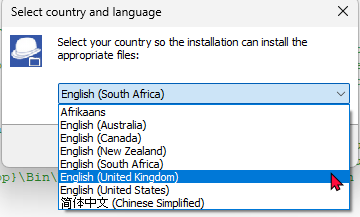 Select country and language
Select your country so the installation can install the
appropriate files:
English (South Africa)
Afrikaans
English (Australia)
English (Canada)
English (New Zealand)
English (South Africa)
English (United Kingdom)
English (United States)
简体中文 (Chinese Simplified)
op}\Bin\